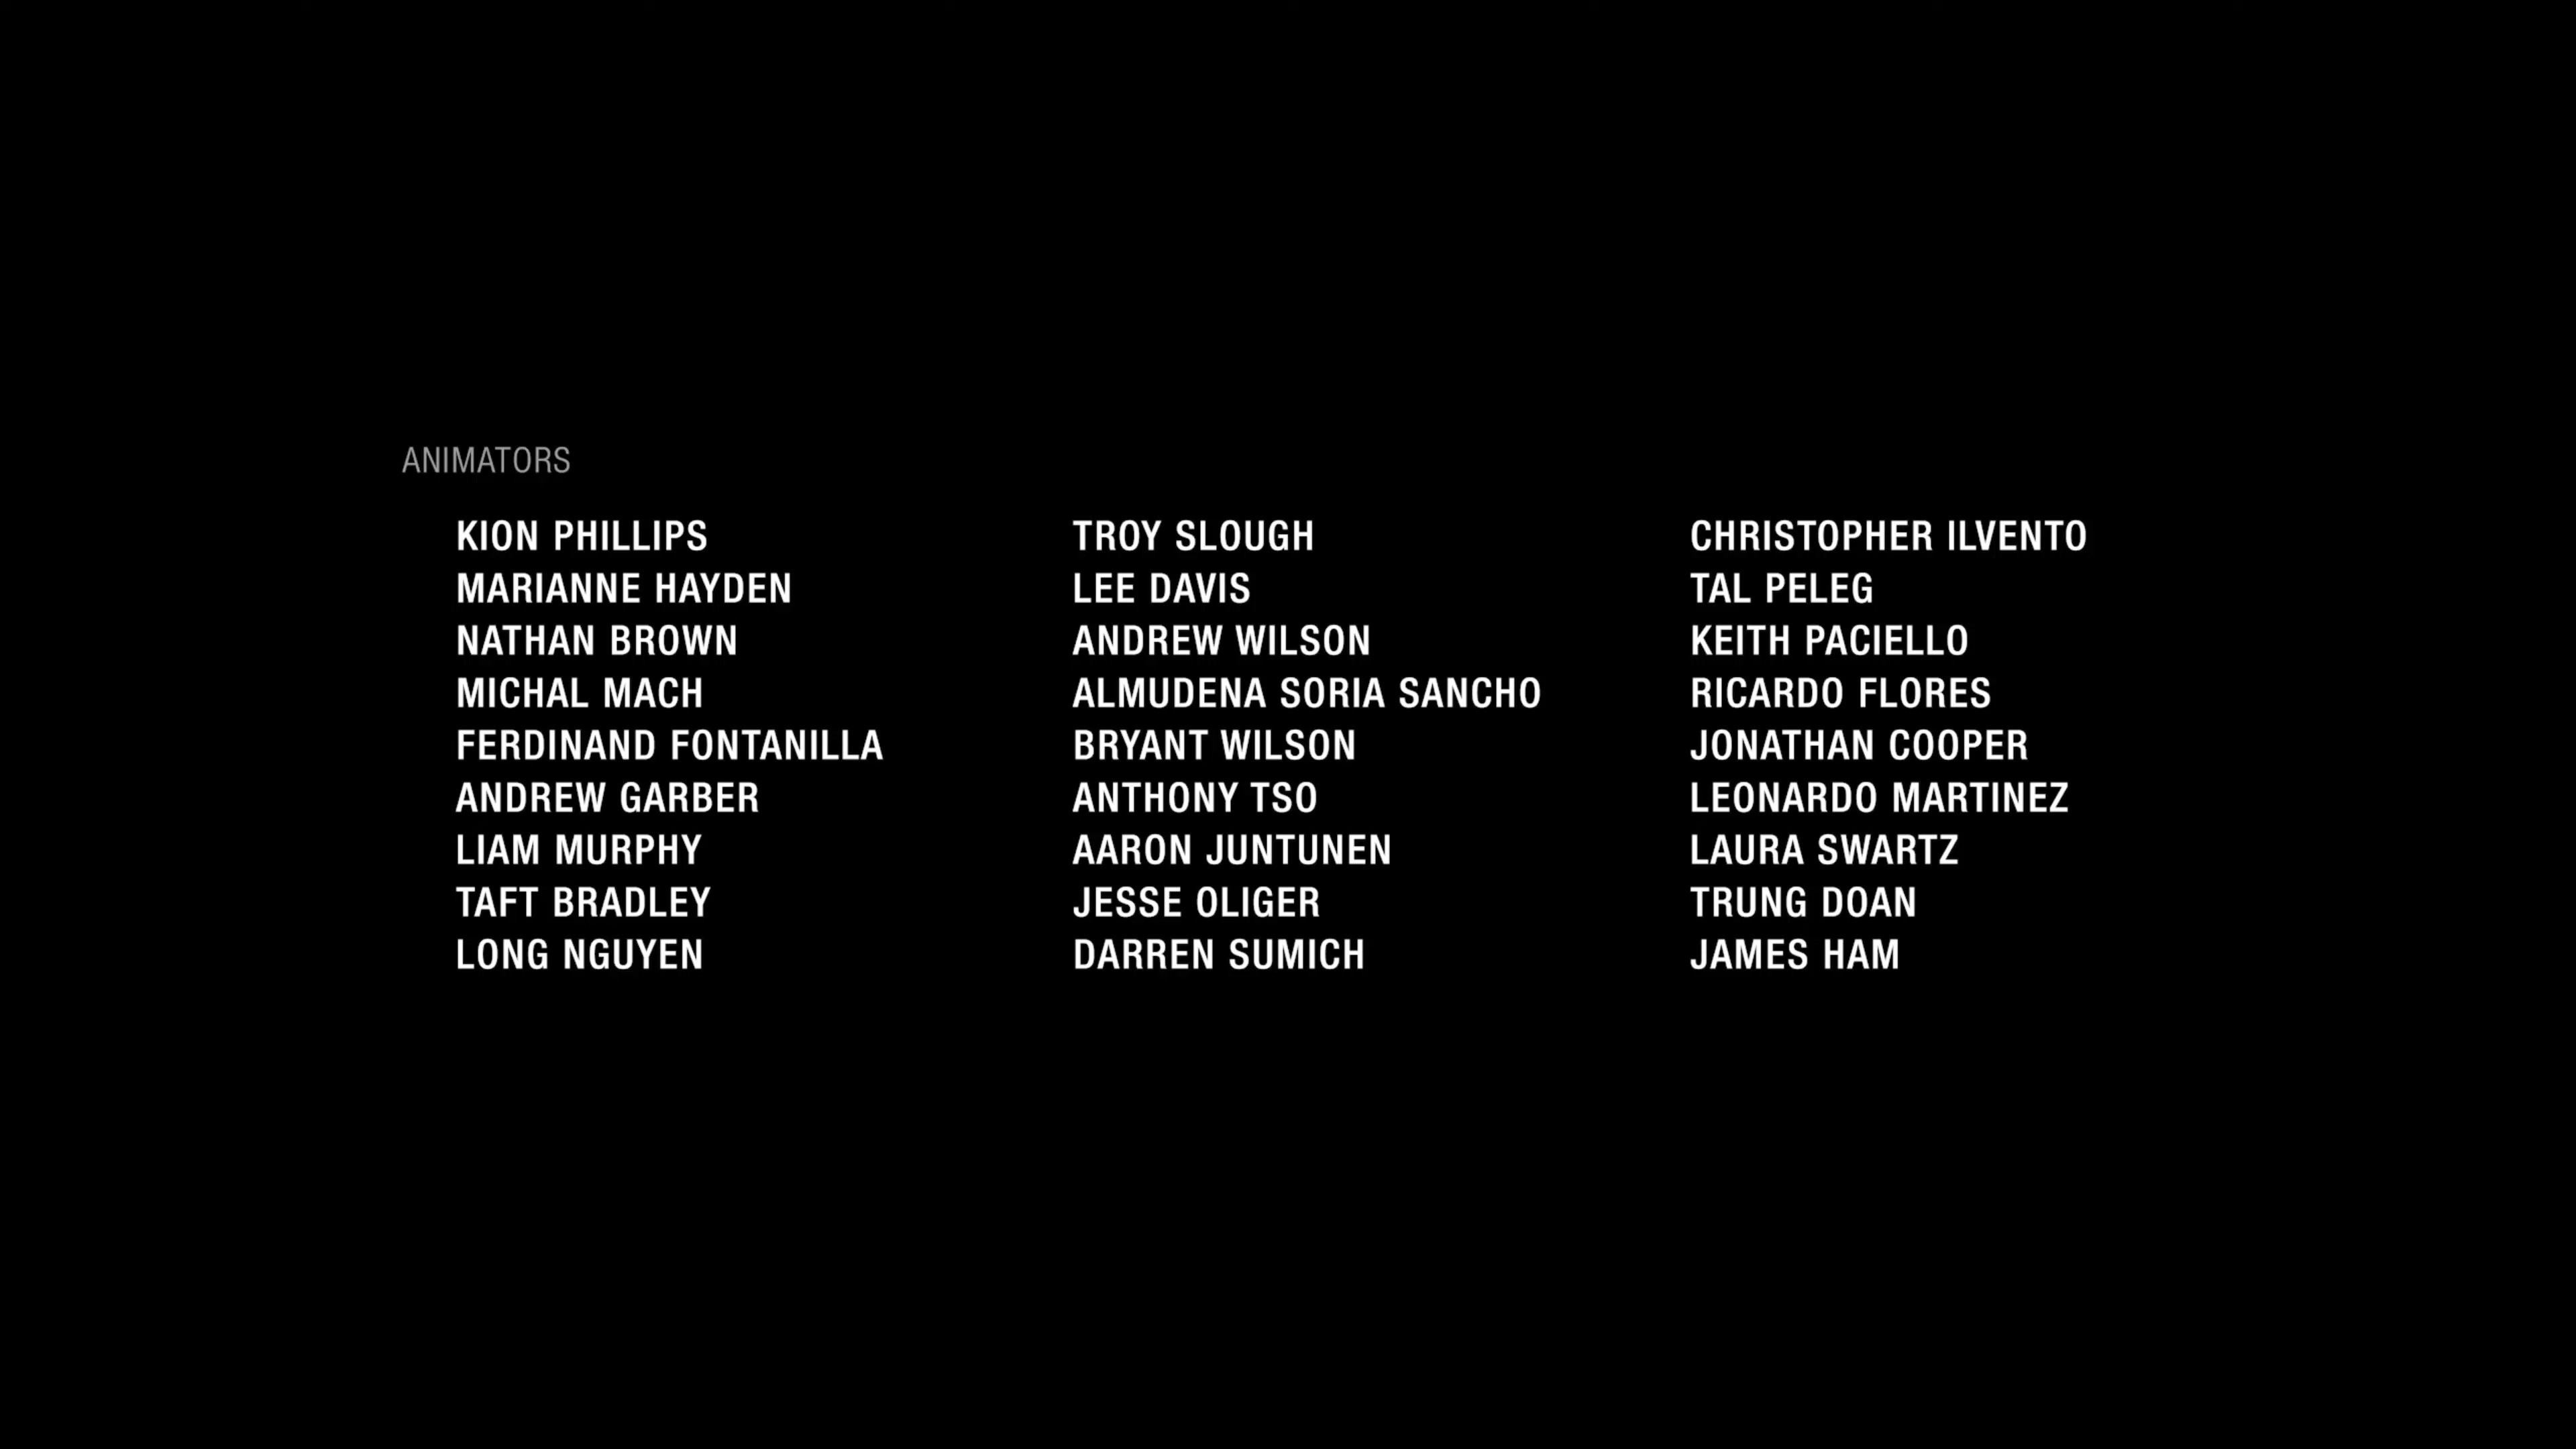 ANIMATORS
KION PHILLIPS
MARIANNE HAYDEN
NATHAN BROWN
MICHAL MACH
FERDINAND FONTANILLA
ANDREW GARBER
LIAM MURPHY
TAFT BRADLEY
LONG NGUYEN
TROY SLOUGH
LEE DAVIS
ANDREW WILSON
ALMUDENA SORIA SANCHO
BRYANT WILSON
ANTHONY TSO
AARON JUNTUNEN
JESSE OLIGER
DARREN SUMICH
CHRISTOPHER ILVENTO
TAL PELEG
KEITH PACIELLO
RICARDO FLORES
JONATHAN COOPER
LEONARDO MARTINEZ
LAURA SWARTZ
TRUNG DOAN
JAMES HAM